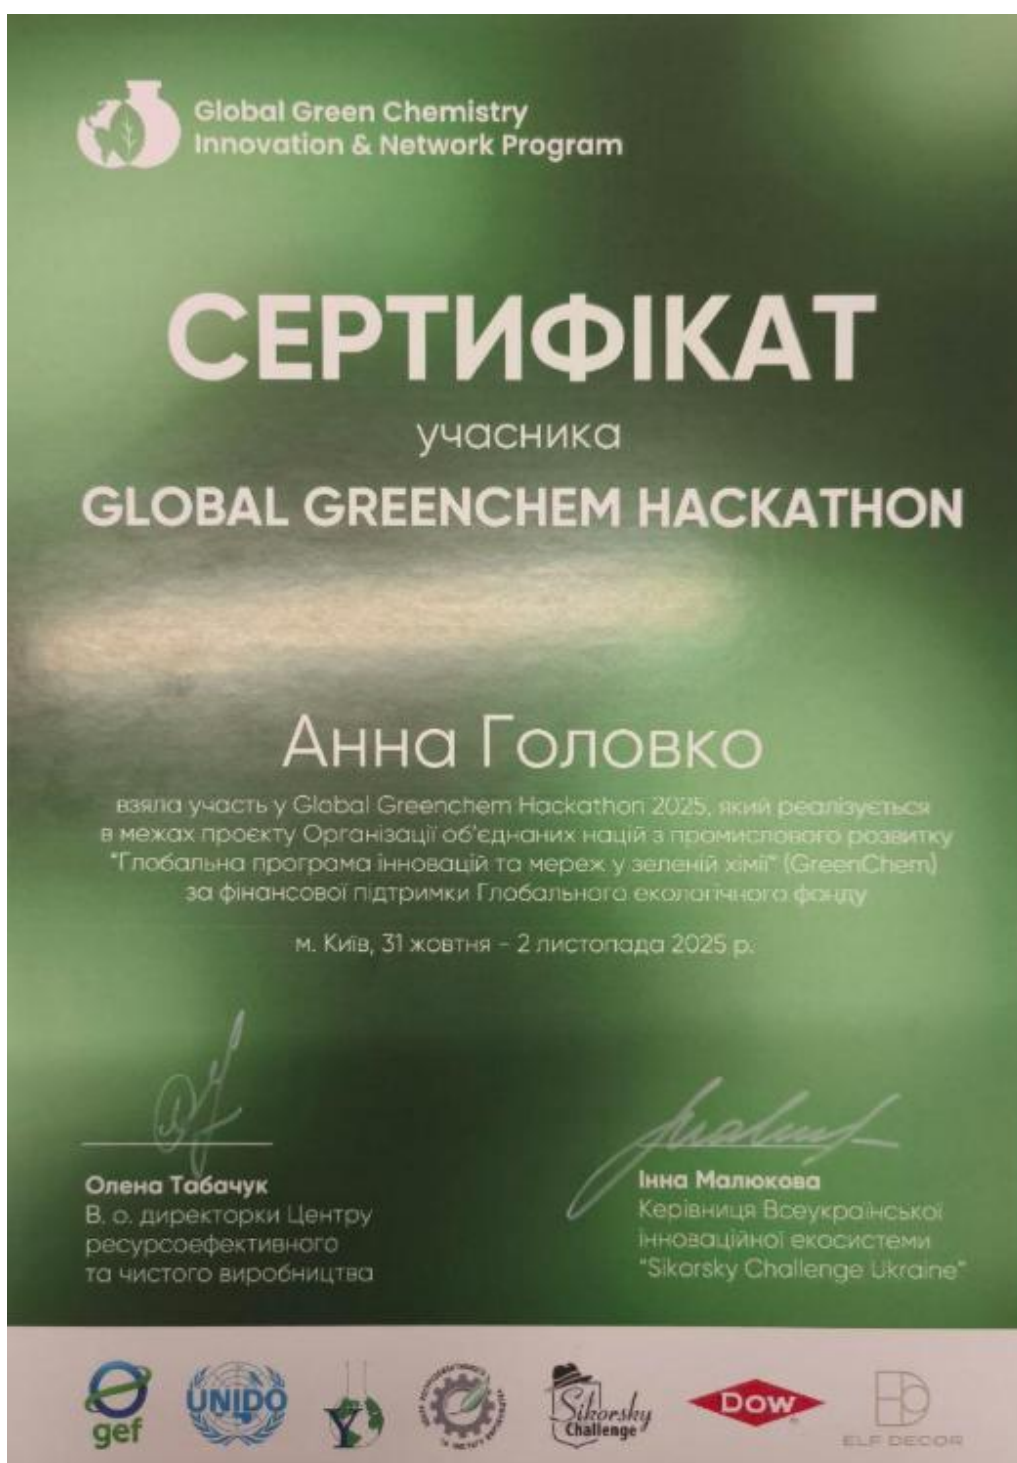 Global Green Chemistry
Innovation & Network Program
СЕРТИФІКАТ
учасника
GLOBAL GREENCHEM HACKATHON
Анна Головко
взяла участь у Global Greenchem Hackathon 2025, який реалізується
в межах проєкту Організації об'єднаних націй з промислового розвитку
"Глобальна програма інновацій та мереж у зеленій хімії" (GreenChem)
за фінансової підтримки Глобального екологічного фонду
м. Київ, 31 жовтня - 2 листопада 2025 р.
Олена Табачук
В. о. директорки Центру
ресурсоефективного
та чистого виробництва
Інна Малюкова
Керівниця Всеукраїнської
інноваційної екосистеми
"Sikorsky Challenge Ukraine"
gef
UNIDO
Sikorsky
Challenge
DOW
ELF DECOR